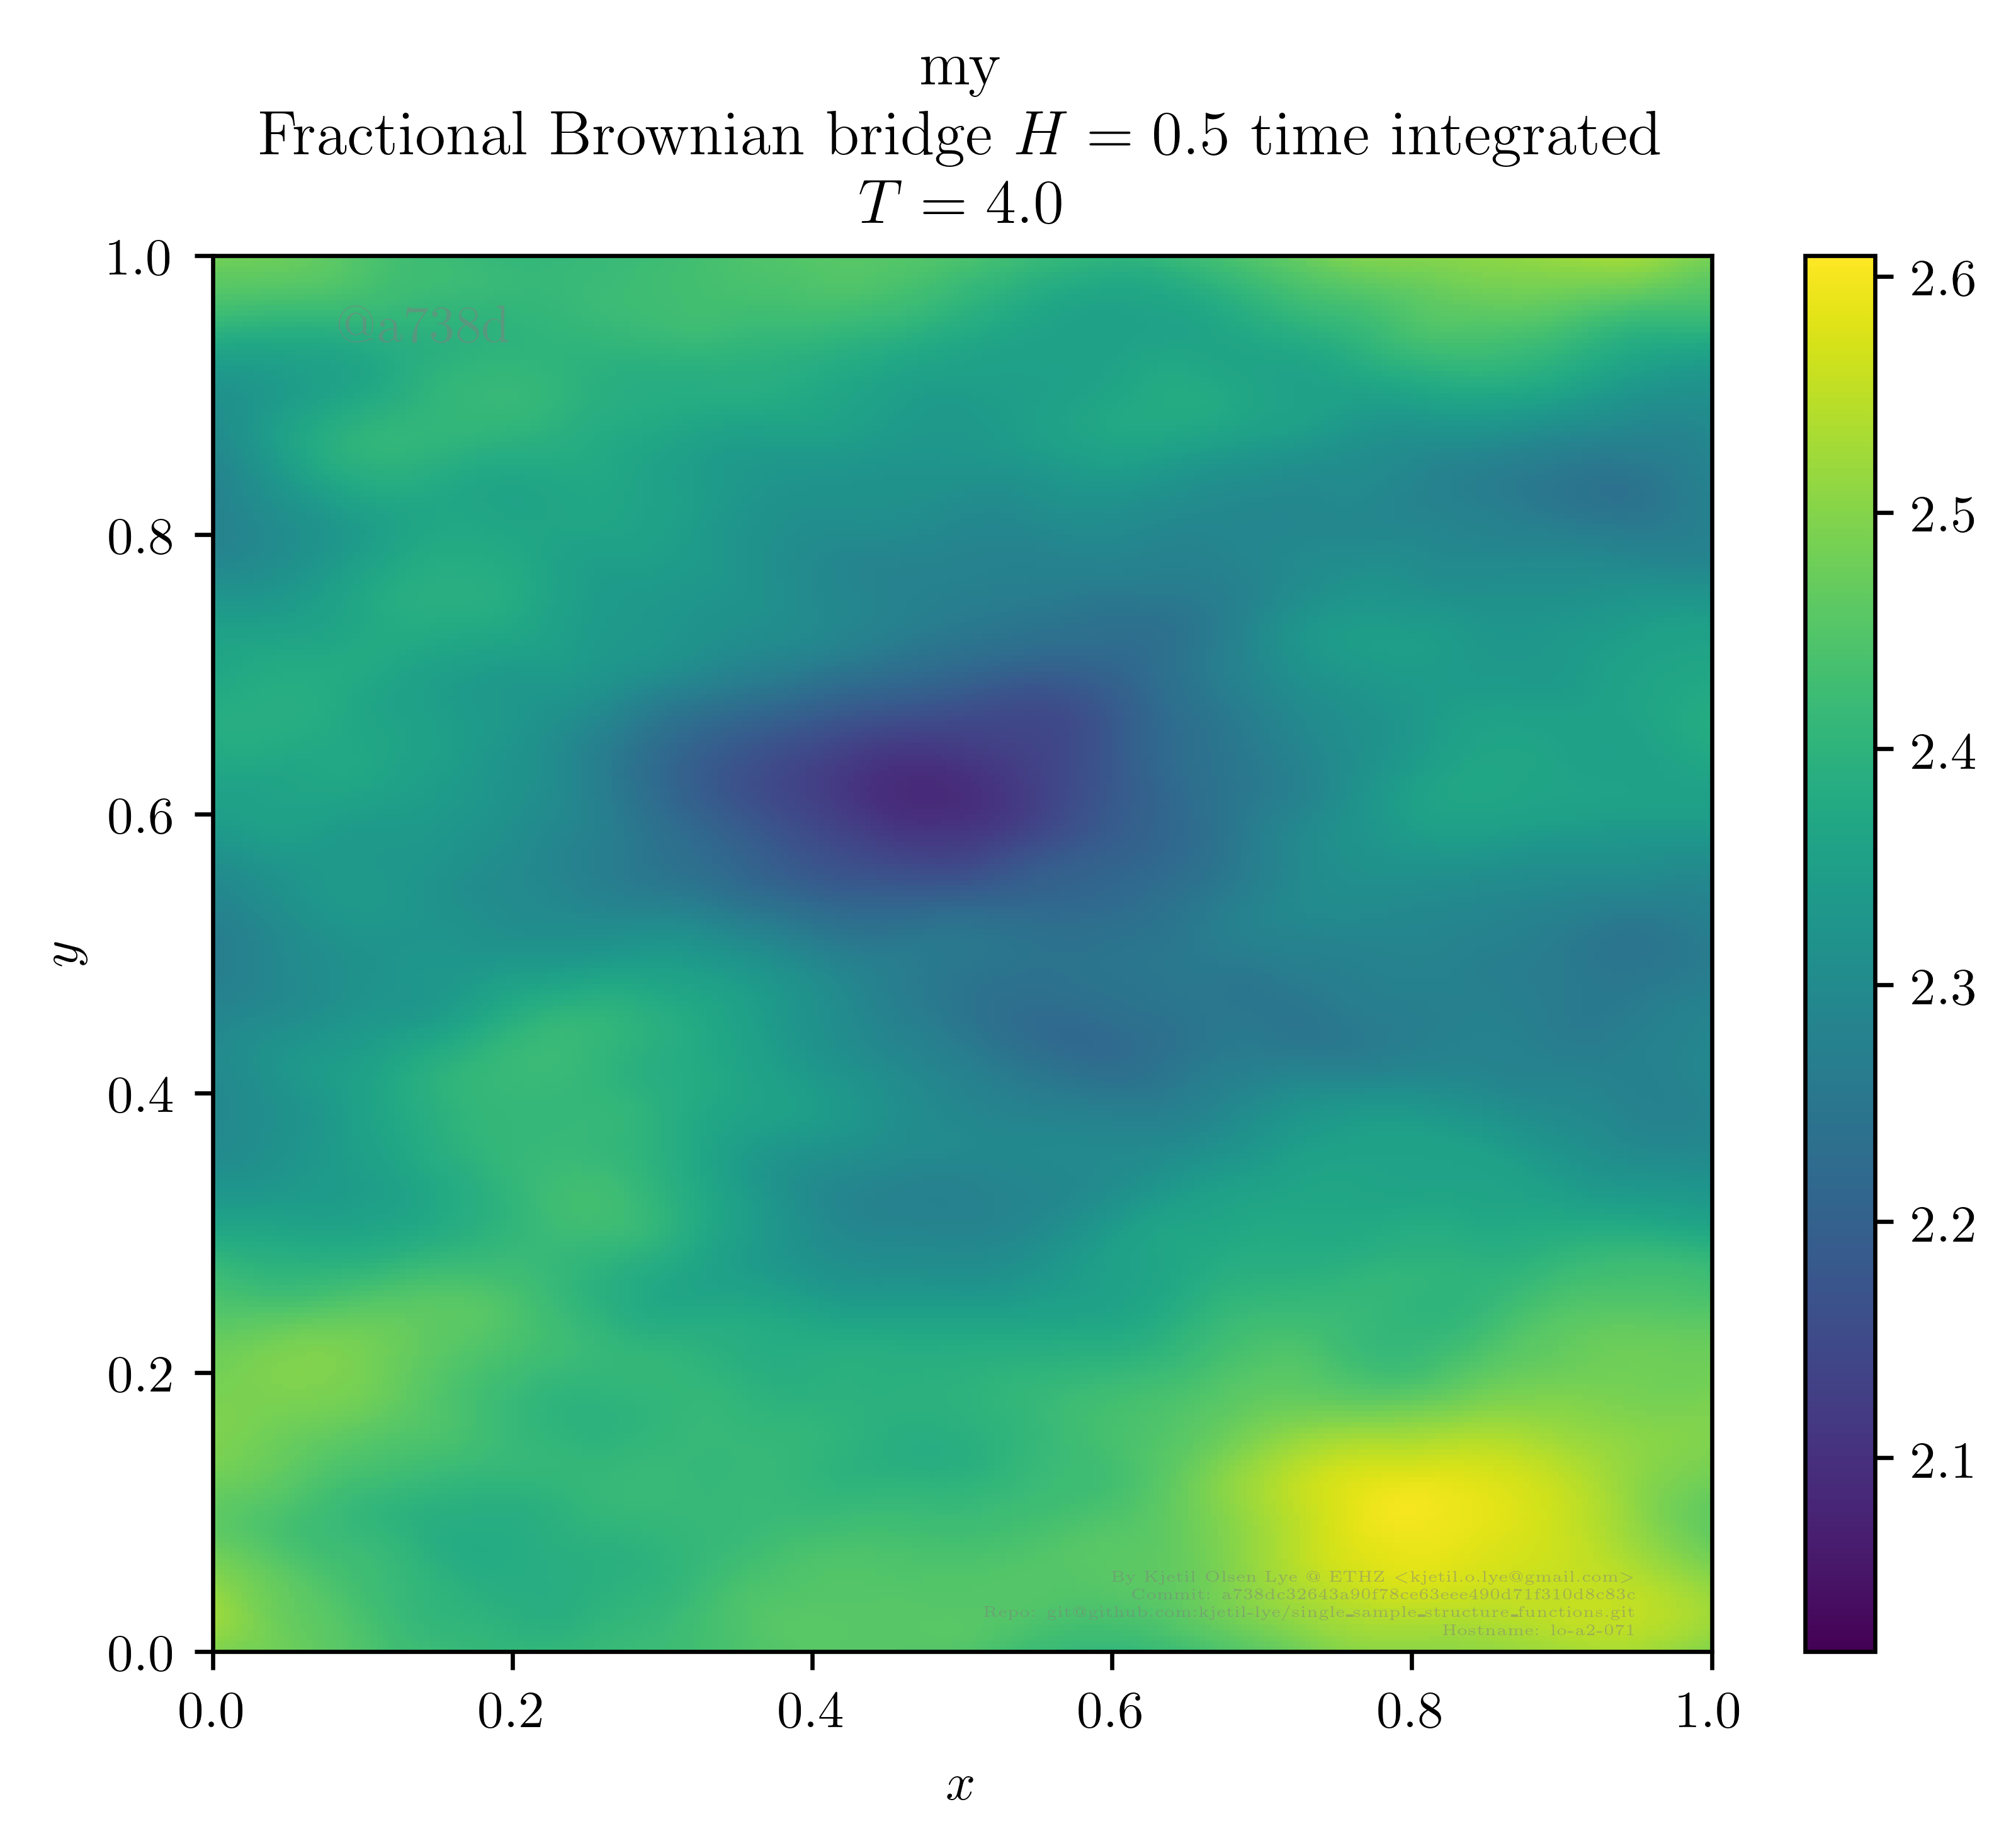 my
Fractional Brownian bridge H = 0.5 time integrated
T = 4.0
1.0
0.8
0.6
0.4
0.2
0.0
y
@a738d
2.6
2.5
2.4
2.3
2.2
2.1
By Kjetil Olsen Lye @ ETHZ <kjetil.o.lye@gmail.com>
Commit: a738dc32643a90f78ce63eee490d71f310d8c83c
Repo: git@github.com:kjetil-lye/single_sample_structure_functions.git
Hostname: lo-a2-071
0.0 0.2 0.4 0.6 0.8 1.0
x